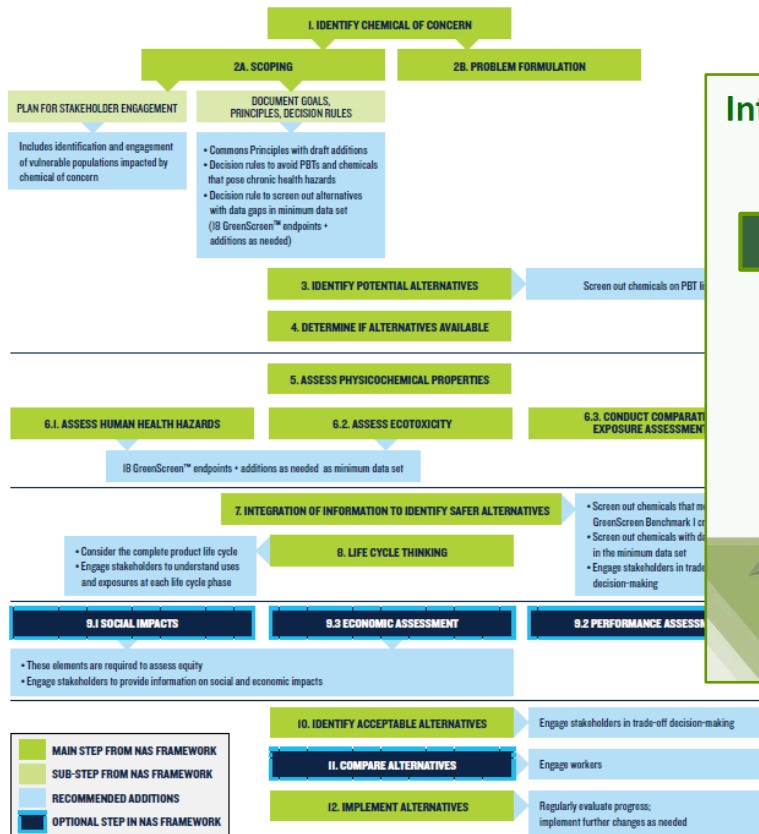 1. IDENTIFY CHEMICAL OF CONCERN
2A. SCOPING
2B. PROBLEM FORMULATION
PLAN FOR STAKEHOLDER ENGAGEMENT
DOCUMENT GOALS,
PRINCIPLES, DECISION RULES
Includes identification and engagement
of vulnerable populations impacted by
chemical of concern
• Commons Principles with draft additions
• Decision rules to avoid PBTs and chemicals
that pose chronic health hazards
• Decision rule to screen out alternatives
with data gaps in minimum data set
(18 GreenScreen™ endpoints +
additions as needed)
3. IDENTIFY POTENTIAL ALTERNATIVES
Screen out chemicals on PBT
4. DETERMINE IF ALTERNATIVES AVAILABLE
5. ASSESS PHYSICOCHEMICAL PROPERTIES
6.1. ASSESS HUMAN HEALTH HAZARDS
6.2. ASSESS ECOTOXICITY
6.3. CONDUCT
EXPOSURE
18 GreenScreen™ endpoints + additions as needed as minimum data set
7. INTEGRATION OF INFORMATION TO IDENTIFY SAFER ALTERNATIVES
• Screen out chemicals that
GreenScreen Benchmark 1
• Screen out chemicals with
in the minimum data set
• Engage stakeholders in
decision-making
8. LIFE CYCLE THINKING
• Consider the complete product life cycle
• Engage stakeholders to understand uses
and exposures at each life cycle phase
9.1 SOCIAL IMPACTS
9.3 ECONOMIC ASSESSMENT
9.2 PERFORMANCE
• These elements are required to assess equity
• Engage stakeholders to provide information on social and economic impacts
10. IDENTIFY ACCEPTABLE ALTERNATIVES
Engage stakeholders in trade-off decision-making
11. COMPARE ALTERNATIVES
Engage workers
12. IMPLEMENT ALTERNATIVES
Regularly evaluate progress;
implement further changes as needed
MAIN STEP FROM NAS FRAMEWORK
SUB-STEP FROM NAS FRAMEWORK
RECOMMENDED ADDITIONS
OPTIONAL STEP IN NAS FRAMEWORK